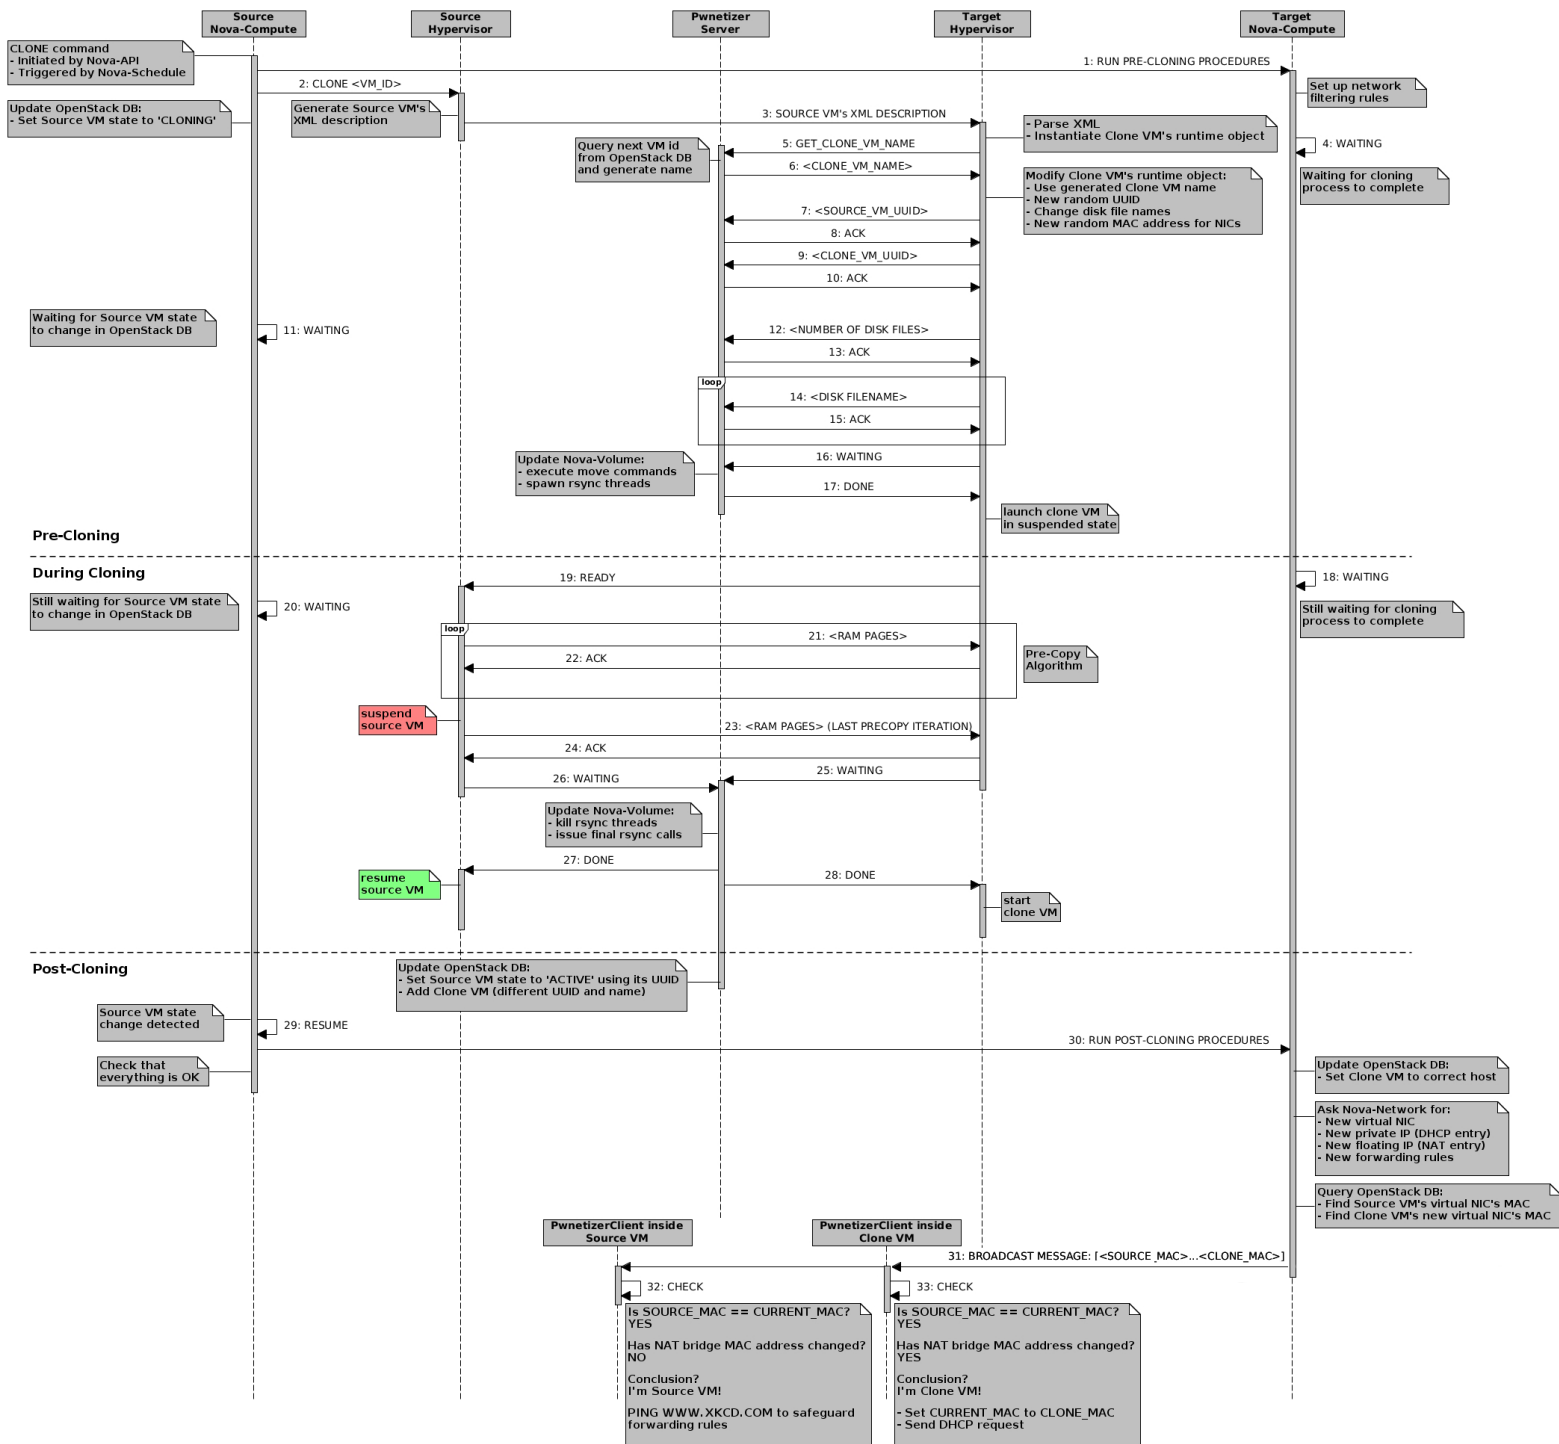 Source
Nova-Compute
Source
Hypervisor
Pwnetizer
Server
Target
Hypervisor
Target
Nova-Compute
CLONE command
- Initiated by Nova-API
- Triggered by Nova-Schedule
1: RUN PRE-CLONING PROCEDURES
2: CLONE <VM_ID>
Set up network
filtering rules
Update OpenStack DB:
- Set Source VM state to 'CLONING'
Generate Source VM's
XML description
3: SOURCE VM's XML DESCRIPTION
- Parse XML
- Instantiate Clone VM's runtime object
4: WAITING
Query next VM id
from OpenStack DB
and generate name
5: GET_CLONE_VM_NAME
6: <CLONE_VM_NAME>
Waiting for cloning
process to complete
Modify Clone VM's runtime object:
- Use generated Clone VM name
- New random UUID
- Change disk file names
- New random MAC address for NICs
7: <SOURCE_VM_UUID>
8: ACK
9: <CLONE_VM_UUID>
10: ACK
Waiting for Source VM state
to change in OpenStack DB
11: WAITING
12: <NUMBER OF DISK FILES>
13: ACK
loop
14: <DISK FILENAME>
15: ACK
Update Nova-Volume:
- execute move commands
- spawn rsync threads
16: WAITING
17: DONE
launch clone VM
in suspended state
Pre-Cloning
During Cloning
19: READY
18: WAITING
Still waiting for Source VM state
to change in OpenStack DB
20: WAITING
Still waiting for cloning
process to complete
loop
21: <RAM PAGES>
22: ACK
Pre-Copy
Algorithm
suspend
source VM
23: <RAM PAGES> (LAST PRECOPY ITERATION)
24: ACK
25: WAITING
26: WAITING
Update Nova-Volume:
- kill rsync threads
- issue final rsync calls
27: DONE
resume
source VM
28: DONE
start
clone VM
Post-Cloning
Update OpenStack DB:
- Set Source VM state to 'ACTIVE' using its UUID
- Add Clone VM (different UUID and name)
Source VM state
change detected
29: RESUME
30: RUN POST-CLONING PROCEDURES
Check that
everything is OK
Update OpenStack DB:
- Set Clone VM to correct host
Ask Nova-Network for:
- New virtual NIC
- New private IP (DHCP entry)
- New floating IP (NAT entry)
- New forwarding rules
Query OpenStack DB:
- Find Source VM's virtual NIC's MAC
- Find Clone VM's new virtual NIC's MAC
PwnetizerClient inside
Source VM
PwnetizerClient inside
Clone VM
31: BROADCAST MESSAGE: [<SOURCE_MAC>...<CLONE_MAC>]
32: CHECK
33: CHECK
Is SOURCE_MAC == CURRENT_MAC?
YES
Has NAT bridge MAC address changed?
NO
Conclusion?
I'm Source VM!
PING WWW.XKCD.COM to safeguard
forwarding rules
Is SOURCE_MAC == CURRENT_MAC?
YES
Has NAT bridge MAC address changed?
YES
Conclusion?
I'm Clone VM!
- Set CURRENT_MAC to CLONE_MAC
- Send DHCP request